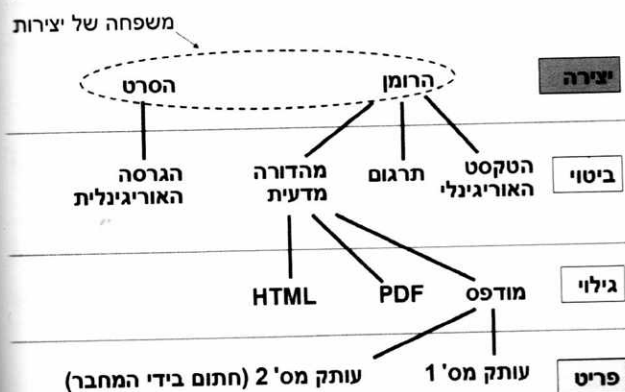 משפחה של יצירות
יצירה
הרומן
הסרט
ביטוי
הטקסט
האוריגינלי
תרגום
מהדורה
מדעית
הגרסה
האוריגינלית
גילוי
מודפס
PDF
HTML
פריט
עותק מס' 1
עותק מס' 2 (חתום בידי המחבר)